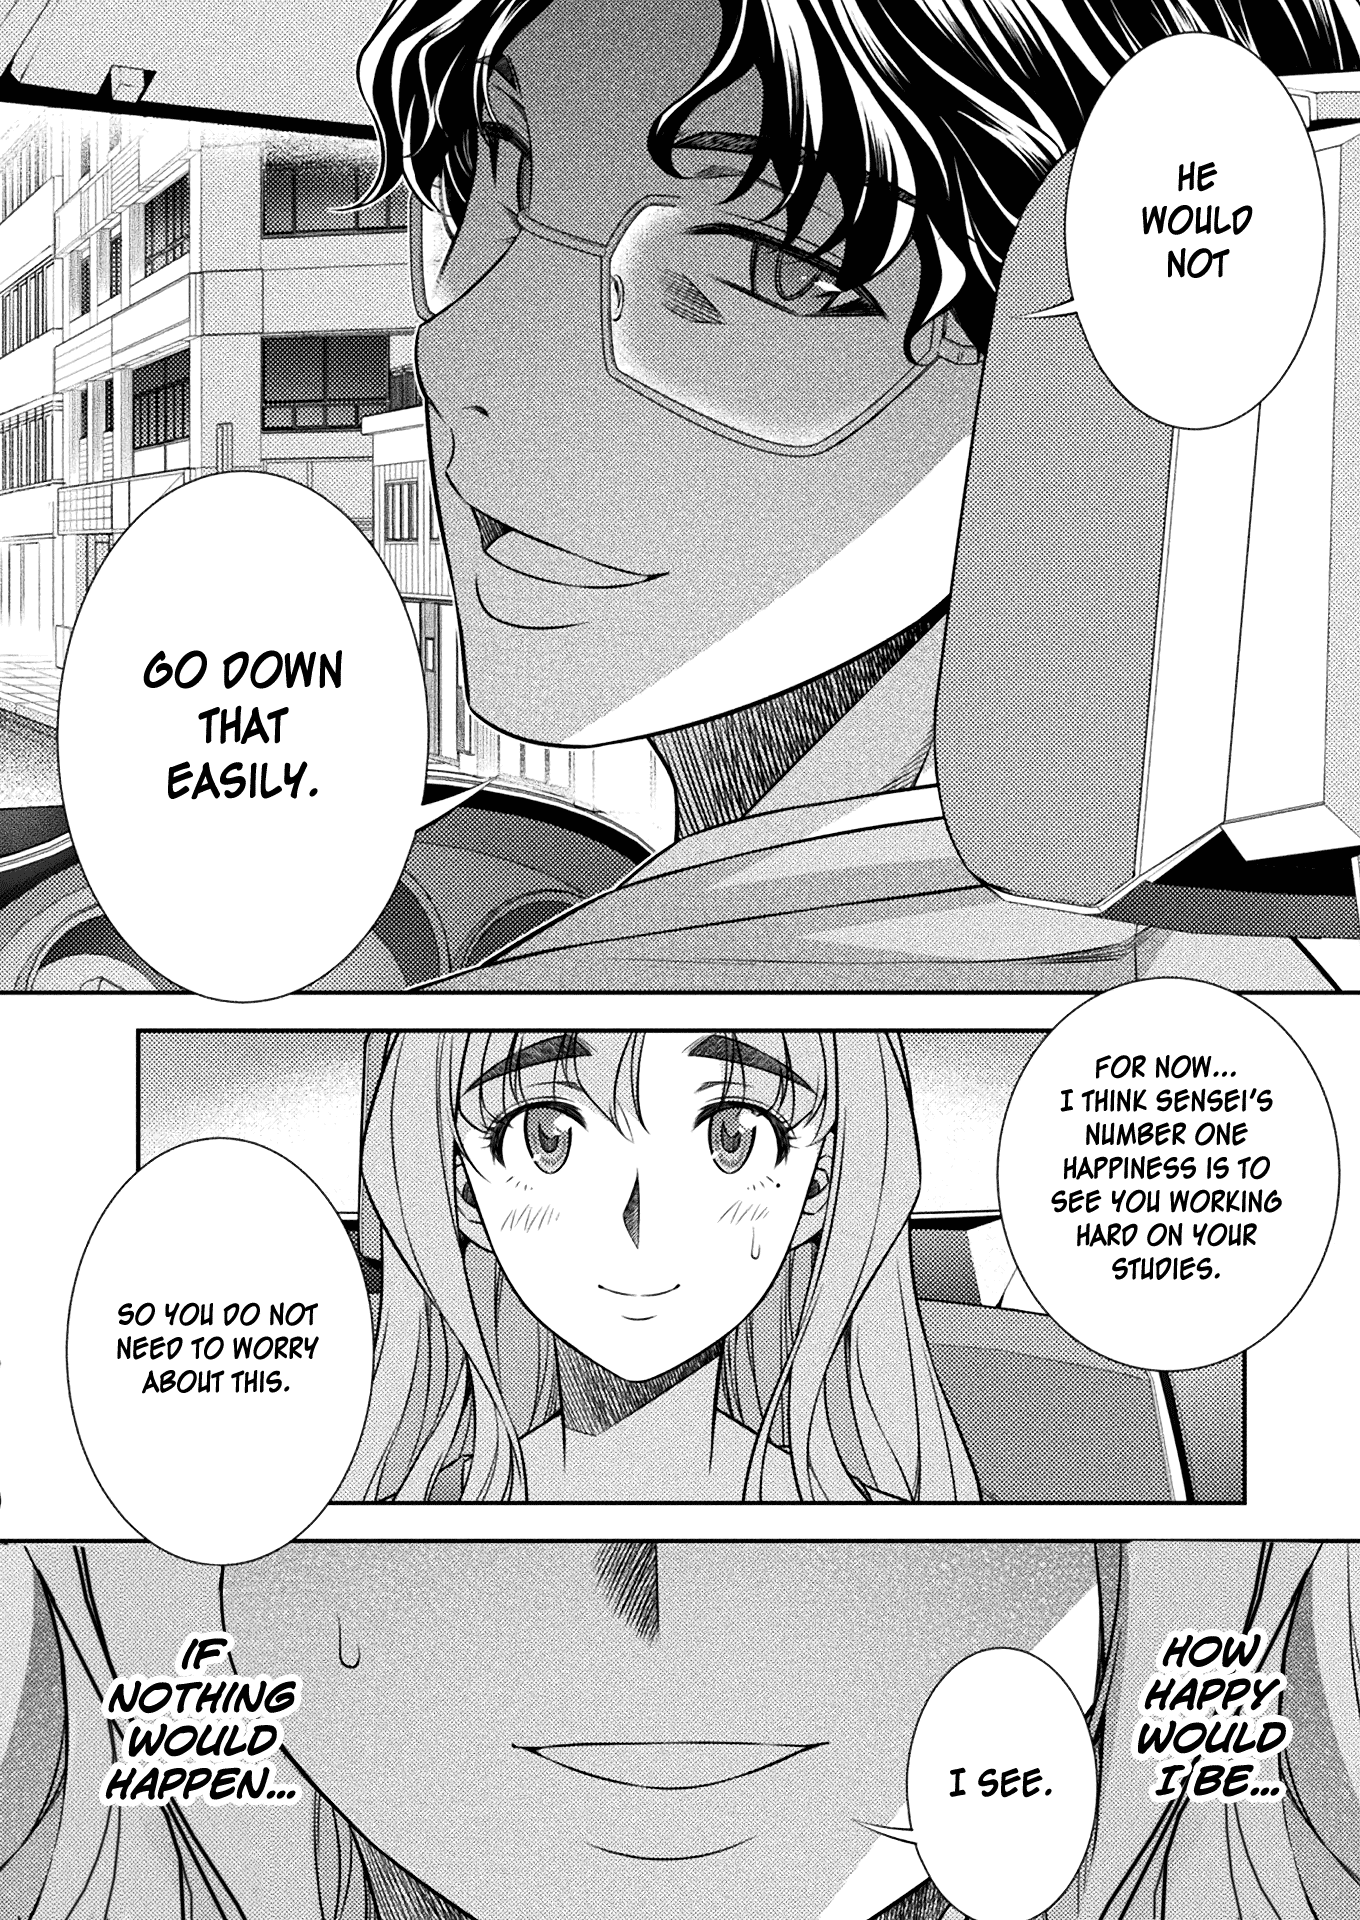 HE
WOULD
NOT
GO DOWN
THAT
EASILY.
FOR NOW...
I THINK SENSEI'S
NUMBER ONE
HAPPINESS IS TO
SEE YOU WORKING
HARD ON YOUR
STUDIES.
SO YOU DO NOT
NEED TO WORRY
ABOUT THIS.
HOW
HAPPY
WOULD
I BE...
I SEE.
IF
NOTHING
WOULD
HAPPEN...